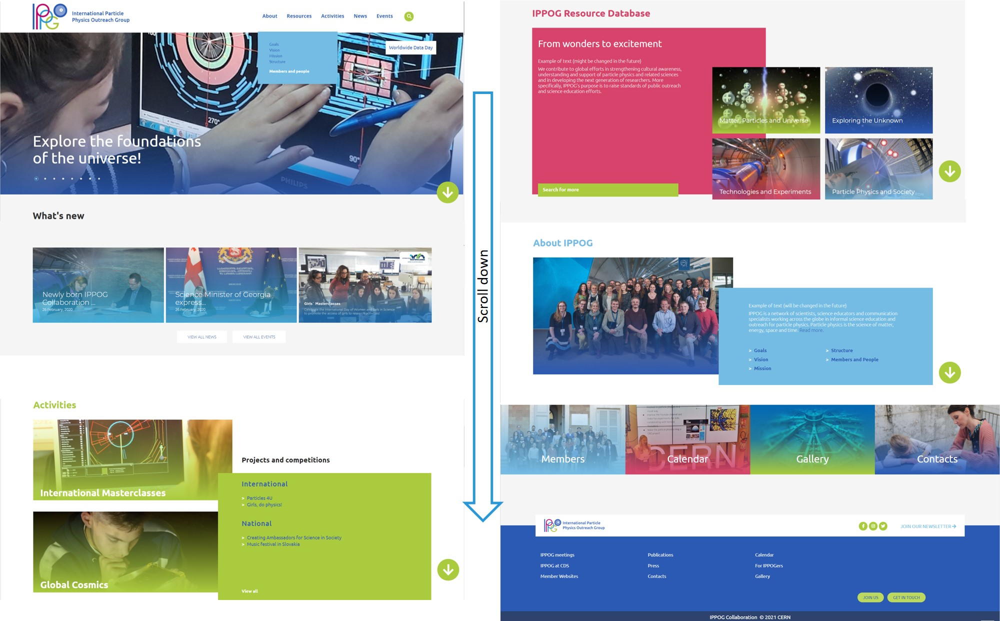 International Particle
Physics Outreach Group
About Resources Activities News Events
Goals
Vision
Mission
Structure
Members and people
Worldwide Data Day
270°
90°
PHILIPS
Explore the foundations
of the universe!
What's new
Newly born IPPOG
Collaboration ...
26 February, 2020
Science Minister of Georgia
express...
26 February, 2020
MASTERCLASSES
Girls´ Masterclasses
Celebrate the International Day of Women and Girls in Science
to promote the access of girls to research activities!
VIEW ALL NEWS
VIEW ALL EVENTS
Activities
International Masterclasses
Global Cosmics
Projects and competitions
International
> Particles 4U
> Girls, do physics!
National
> Creating Ambassadors for Science in Society
> Music festival in Slovakia
View all
Scroll down
IPPOG Resource Database
From wonders to excitement
Example of text (might be changed in the future)
We contribute to global efforts in strengthening cultural awareness,
understanding and support of particle physics and related sciences
and in developing the next generation of researchers. More
specifically, IPPOG's purpose is to raise standards of public outreach
and science education efforts.
Search for more
Matter, Particles and Universe
Exploring the Unknown
Technologies and Experiments
Particle Physics and Society
About IPPOG
Example of text (will be changed in the future)
IPPOG is a network of scientists, science educators and communication
specialists working across the globe in informal science education and
outreach for particle physics. Particle physics is the science of matter,
energy, space and time. Read more.
> Goals
> Vision
> Mission
> Structure
> Members and People
Members
CERN
Calendar
Gallery
Contacts
International Particle
Physics Outreach Group
JOIN OUR NEWSLETTER
IPPOG meetings
IPPOG at CDS
Member Websites
Publications
Press
Contacts
Calendar
For IPPOGers
Gallery
JOIN US
GET IN TOUCH
IPPOG Collaboration © 2021 CERN